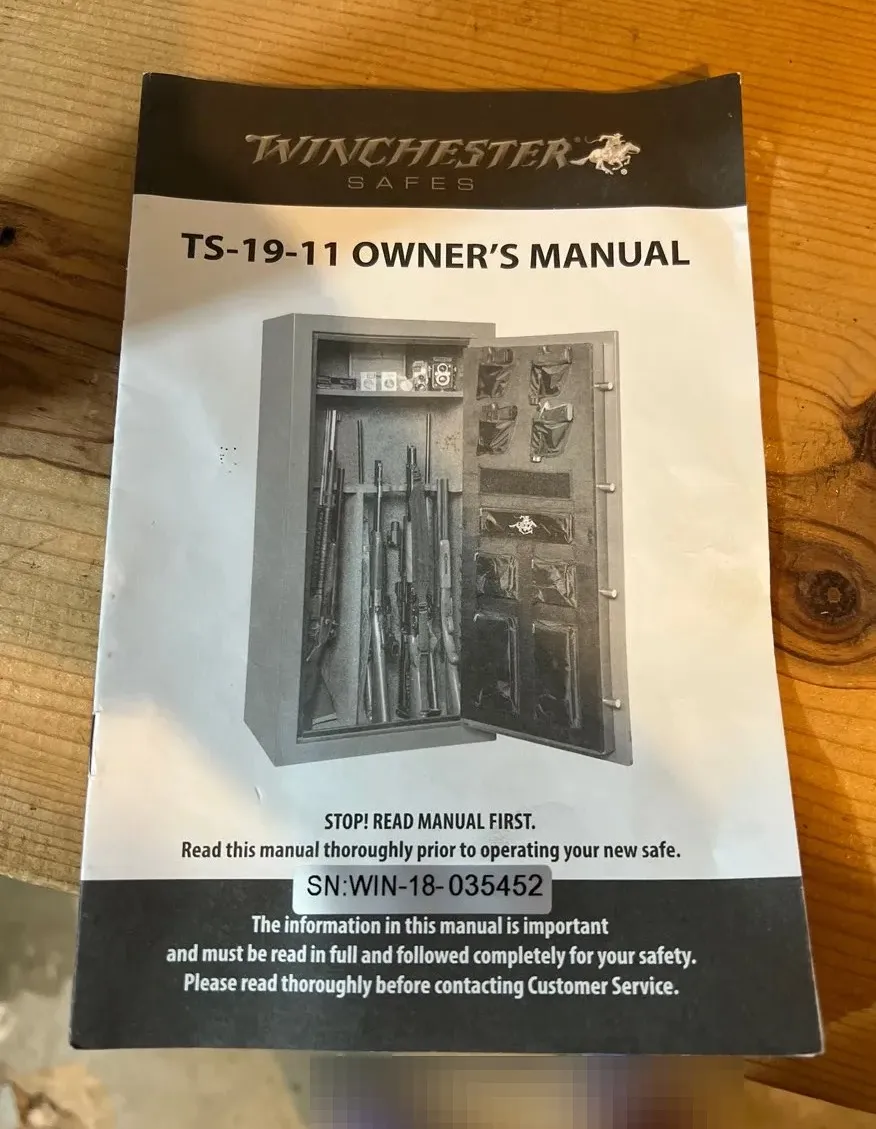 WINCHESTER®
SAFES
TS-19-11 OWNER'S MANUAL
STOP! READ MANUAL FIRST.
Read this manual thoroughly prior to operating your new safe.
SN:WIN-18-035452
The information in this manual is important
and must be read in full and followed completely for your safety.
Please read thoroughly before contacting Customer Service.